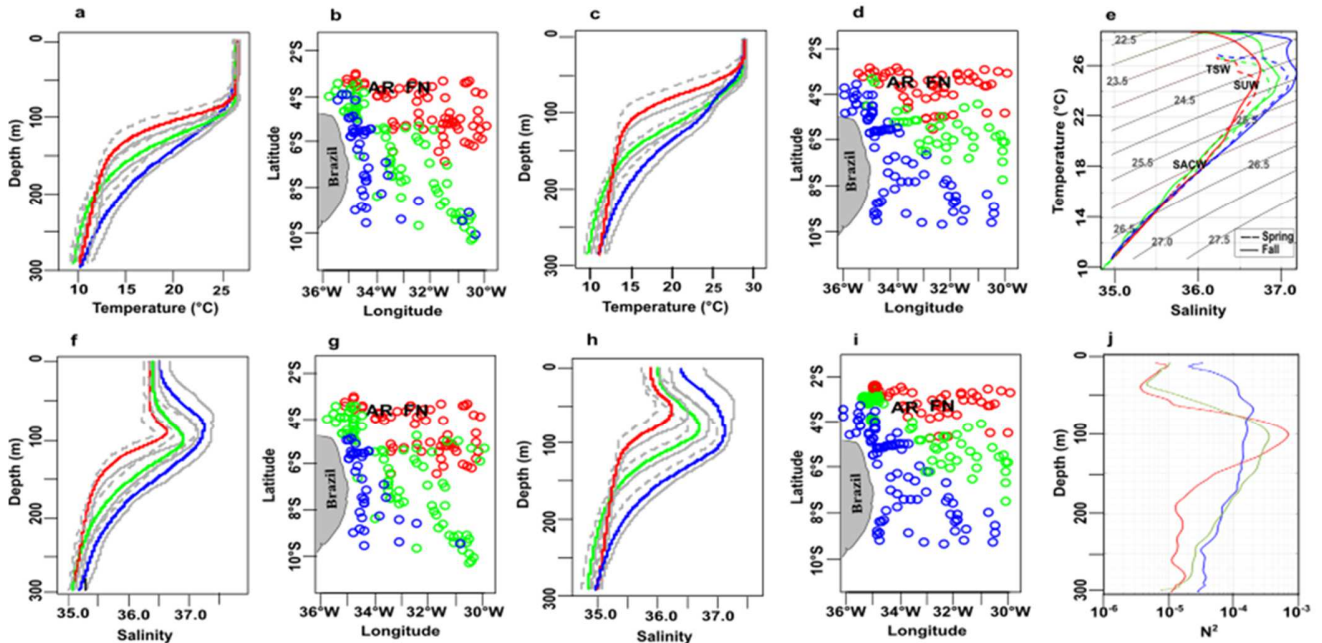 a
0
100
200
300
Depth (m)
10 15 20 25
Temperature (°C)
b
2°S
4°S
6°S
8°S
10°S
Latitude
AR FN
Brazil
36°W 34°W 32°W 30°W
Longitude
c
0
100
200
300
Depth (m)
10 15 20 25 30
Temperature (°C)
d
2°S
4°S
6°S
8°S
10°S
Latitude
AR FN
Brazil
36°W 34°W 32°W 30°W
Longitude
e
26
22
18
14
10
Temperature (°C)
22.5
23.5
24.5
25.5
25.5
26.5
26.5
27.0
27.5
TSW
SUW
SACW
Spring
Fall
35.0 36.0 37.0
Salinity
f
0
100
200
300
Depth (m)
35.0 36.0 37.0
Salinity
g
2°S
4°S
6°S
8°S
10°S
Latitude
AR FN
Brazil
36°W 34°W 32°W 30°W
Longitude
h
0
100
200
300
Depth (m)
35.0 36.0 37.0
Salinity
i
2°S
4°S
6°S
8°S
10°S
Latitude
AR FN
Brazil
36°W 34°W 32°W 30°W
Longitude
j
0
100
200
300
Depth (m)
10⁻⁶ 10⁻⁵ 10⁻⁴ 10⁻³
N²